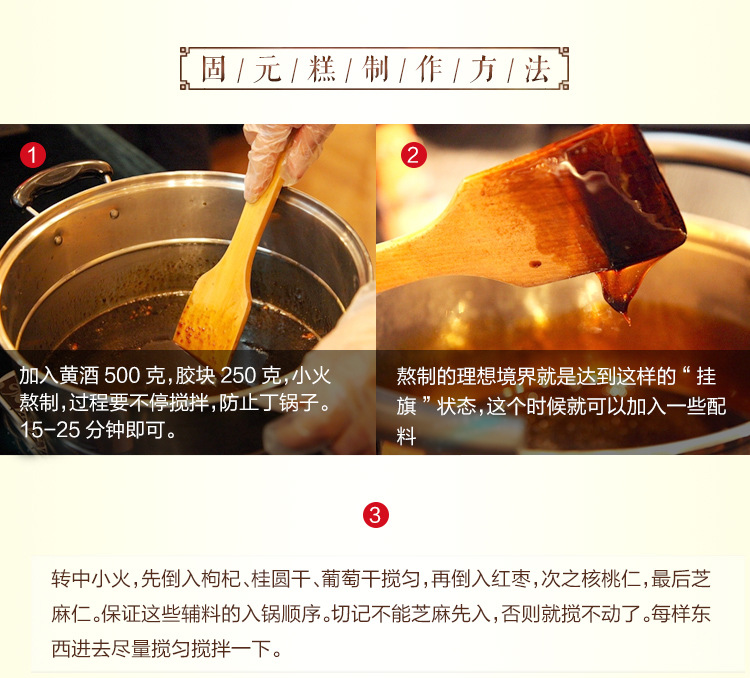 固/元/糕/制/作/方/法
1
加入黄酒 500 克，胶块 250 克，小火
熬制，过程要不停搅拌，防止丁锅子。
15-25 分钟即可。
2
熬制的理想境界就是达到这样的 “ 挂
旗 ” 状态，这个时候就可以加入一些配
料
3
转中小火，先倒入枸杞、桂圆干、葡萄干搅匀，再倒入红枣，次之核桃仁，最后芝
麻仁。保证这些辅料的入锅顺序。切记不能芝麻先入，否则就搅不动了。每样东
西进去尽量搅匀搅拌一下。